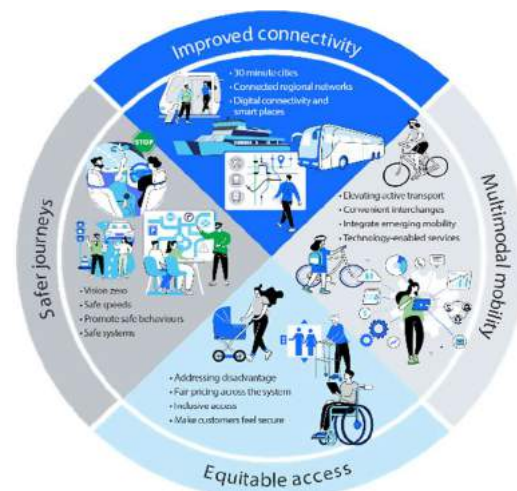 Improved connectivity
• 30 minute cities
• Connected regional networks
• Digital connectivity and
smart places
Multimodal mobility
• Elevating active transport
• Convenient interchanges
• Integrate emerging mobility
• Technology-enabled services
Equitable access
• Addressing disadvantage
• Fair pricing across the system
• Inclusive access
• Make customers feel secure
Safer journeys
STOP
P
• Vision zero
• Safe speeds
• Promote safe behaviours
• Safe systems